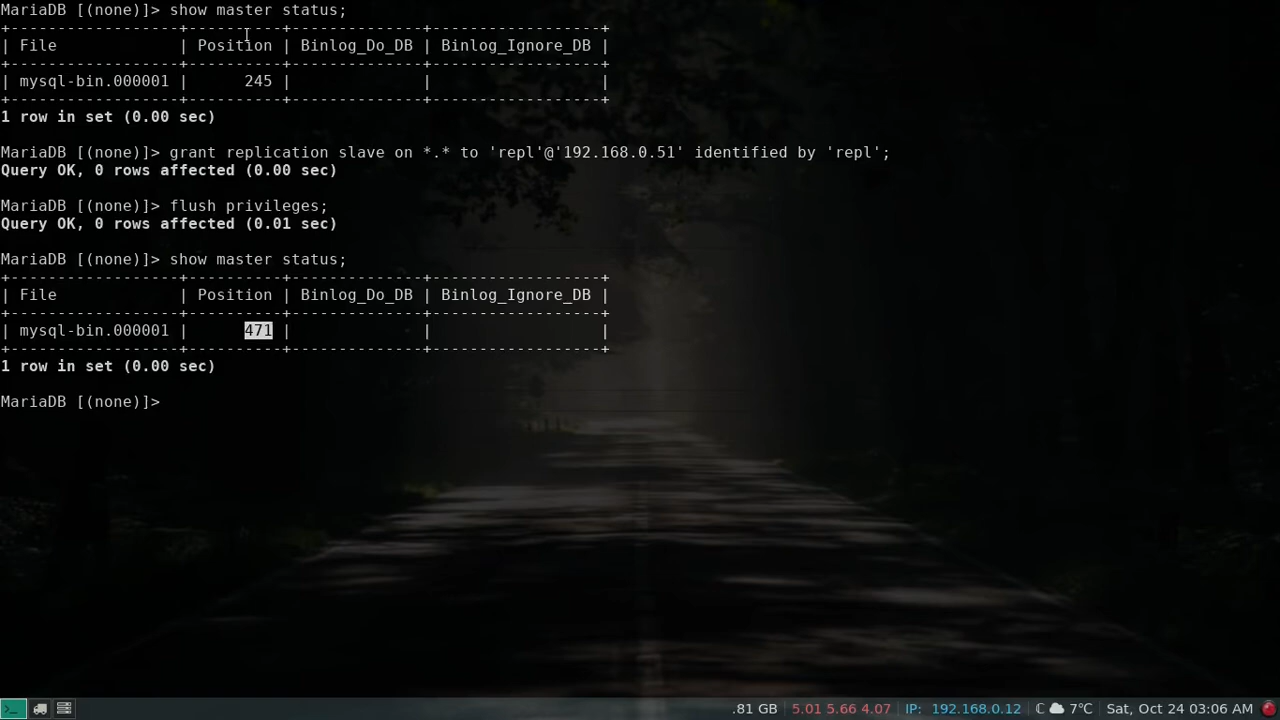 MariaDB [(none)]> show master status;
+------------------+----------+--------------+------------------+
| File             | Position | Binlog_Do_DB | Binlog_Ignore_DB |
+------------------+----------+--------------+------------------+
| mysql-bin.000001 |      245 |              |                  |
+------------------+----------+--------------+------------------+
1 row in set (0.00 sec)
MariaDB [(none)]> grant replication slave on *.* to 'repl'@'192.168.0.51' identified by 'repl';
Query OK, 0 rows affected (0.00 sec)
MariaDB [(none)]> flush privileges;
Query OK, 0 rows affected (0.01 sec)
MariaDB [(none)]> show master status;
+------------------+----------+--------------+------------------+
| File             | Position | Binlog_Do_DB | Binlog_Ignore_DB |
+------------------+----------+--------------+------------------+
| mysql-bin.000001 |      471 |              |                  |
+------------------+----------+--------------+------------------+
1 row in set (0.00 sec)
MariaDB [(none)]>
.81 GB 5.01 5.66 4.07 IP: 192.168.0.12 7℃ Sat, Oct 24 03:06 AM